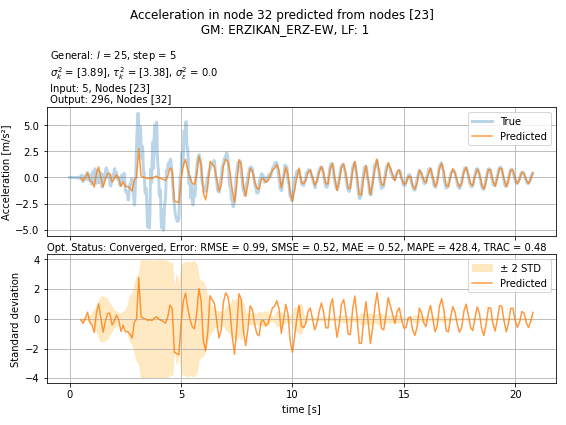 Acceleration in node 32 predicted from nodes [23]
GM: ERZIKAN_ERZ-EW, LF: 1
General: l = 25, step = 5
σ²ₖ = [3.89], τ²ₖ = [3.38], σ²ε = 0.0
Input: 5, Nodes [23]
Output: 296, Nodes [32]
Acceleration [m/s²]
5.0
2.5
0.0
−2.5
−5.0
True
Predicted
Opt. Status: Converged, Error: RMSE = 0.99, SMSE = 0.52, MAE = 0.52, MAPE = 428.4, TRAC = 0.48
Standard deviation
4
2
0
−2
−4
± 2 STD
Predicted
0
5
10
15
20
time [s]